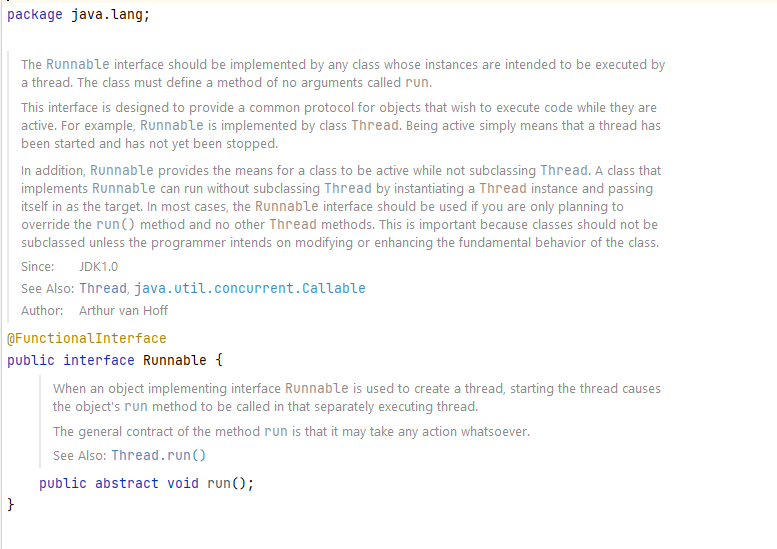 package java.lang;
The Runnable interface should be implemented by any class whose instances are intended to be executed by
a thread. The class must define a method of no arguments called run.
This interface is designed to provide a common protocol for objects that wish to execute code while they are
active. For example, Runnable is implemented by class Thread. Being active simply means that a thread has
been started and has not yet been stopped.
In addition, Runnable provides the means for a class to be active while not subclassing Thread. A class that
implements Runnable can run without subclassing Thread by instantiating a Thread instance and passing
itself in as the target. In most cases, the Runnable interface should be used if you are only planning to
override the run() method and no other Thread methods. This is important because classes should not be
subclassed unless the programmer intends on modifying or enhancing the fundamental behavior of the class.
Since: JDK1.0
See Also: Thread, java.util.concurrent.Callable
Author: Arthur van Hoff
@FunctionalInterface
public interface Runnable {
When an object implementing interface Runnable is used to create a thread, starting the thread causes
the object's run method to be called in that separately executing thread.
The general contract of the method run is that it may take any action whatsoever.
See Also: Thread.run()
public abstract void run();
}